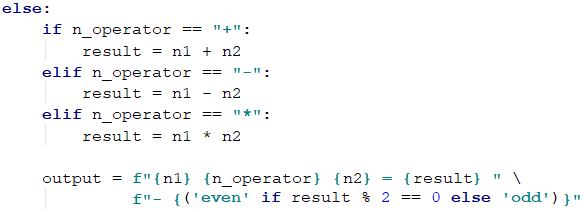 else:
    if n_operator == "+":
        result = n1 + n2
    elif n_operator == "-":
        result = n1 - n2
    elif n_operator == "*":
        result = n1 * n2

    output = f"{n1} {n_operator} {n2} = {result} " \
             f"- {('even' if result % 2 == 0 else 'odd')}"